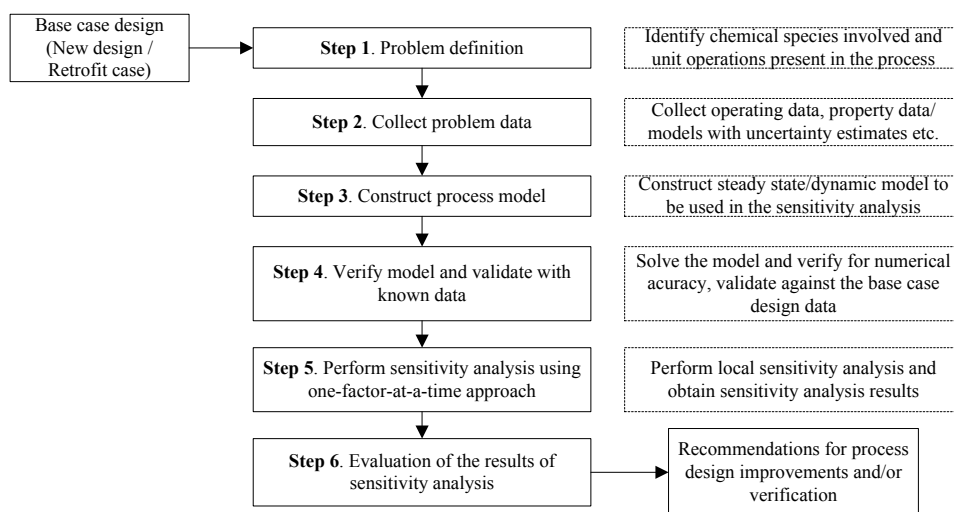 Base case design
(New design /
Retrofit case)
Step 1. Problem definition
Identify chemical species involved and
unit operations present in the process
Step 2. Collect problem data
Collect operating data, property data/
models with uncertainty estimates etc.
Step 3. Construct process model
Construct steady state/dynamic model to
be used in the sensitivity analysis
Step 4. Verify model and validate with
known data
Solve the model and verify for numerical
acuracy, validate against the base case
design data
Step 5. Perform sensitivity analysis using
one-factor-at-a-time approach
Perform local sensitivity analysis and
obtain sensitivity analysis results
Step 6. Evaluation of the results of
sensitivity analysis
Recommendations for process
design improvements and/or
verification